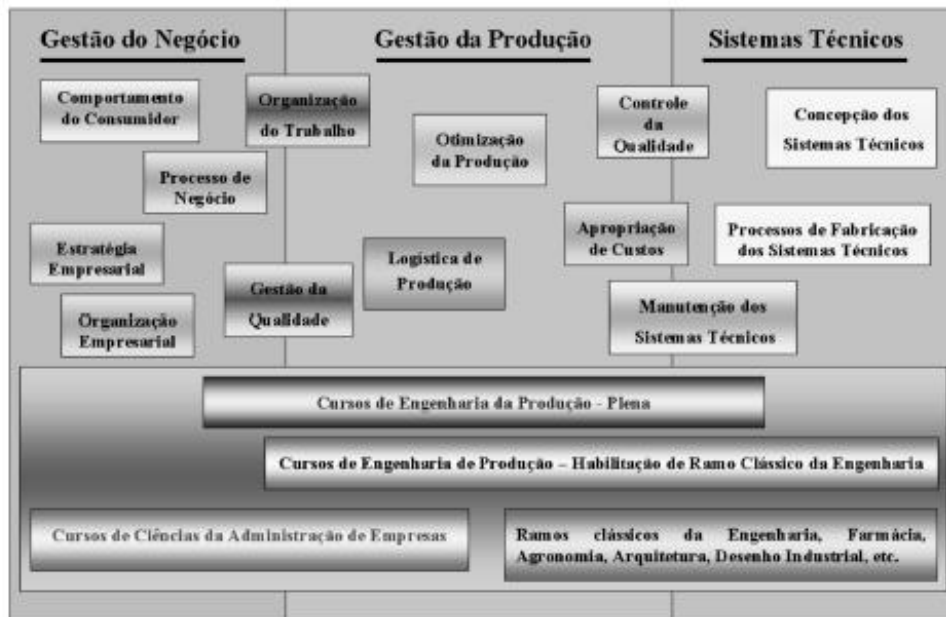 Gestão do Negócio
Gestão da Produção
Sistemas Técnicos
Comportamento
do Consumidor
Organização
do Trabalho
Otimização
da Produção
Controle
da
Qualidade
Concepção dos
Sistemas Técnicos
Processo de
Negócio
Estratégia
Empresarial
Gestão da
Qualidade
Logística de
Produção
Apropriação
de Custos
Processos de Fabricação
dos Sistemas Técnicos
Organização
Empresarial
Manutenção dos
Sistemas Técnicos
Cursos de Engenharia da Produção - Plena
Cursos de Engenharia de Produção – Habilitação de Ramo Clássico da Engenharia
Cursos de Ciências da Administração de Empresas
Ramos clássicos da Engenharia, Farmácia,
Agronomia, Arquitetura, Desenho Industrial, etc.